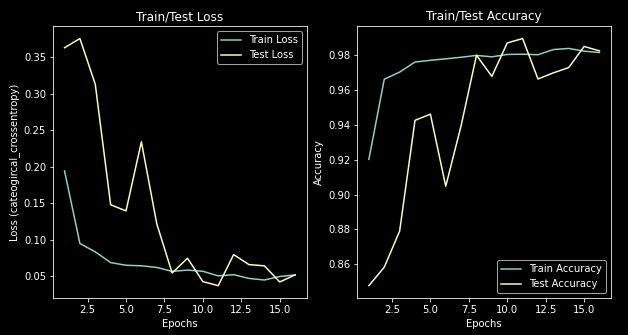 Train/Test Loss
Train Loss
Test Loss
0.35
0.30
0.25
0.20
0.15
0.10
0.05
Loss (cateogircal_crossentropy)
2.5 5.0 7.5 10.0 12.5 15.0
Epochs
Train/Test Accuracy
0.98
0.96
0.94
0.92
0.90
0.88
0.86
Accuracy
Train Accuracy
Test Accuracy
2.5 5.0 7.5 10.0 12.5 15.0
Epochs